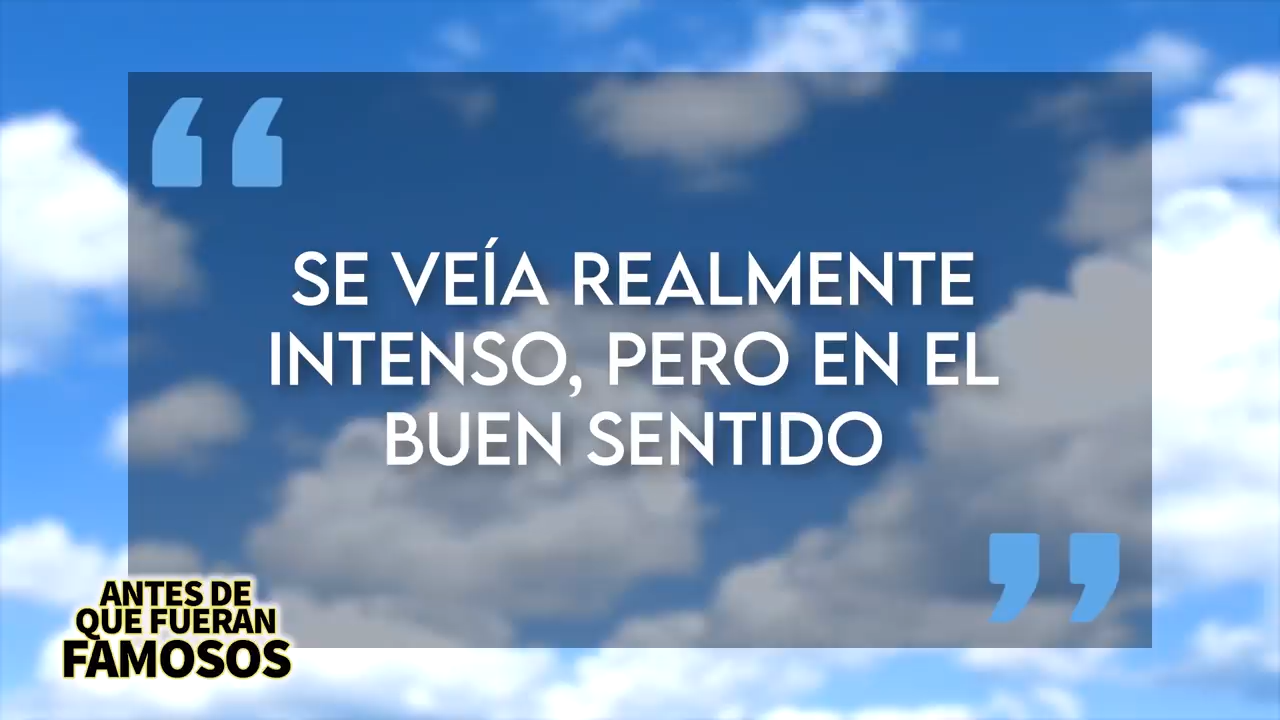 “
SE VEÍA REALMENTE
INTENSO, PERO EN EL
BUEN SENTIDO
”
ANTES DE
QUE FUERAN
FAMOSOS